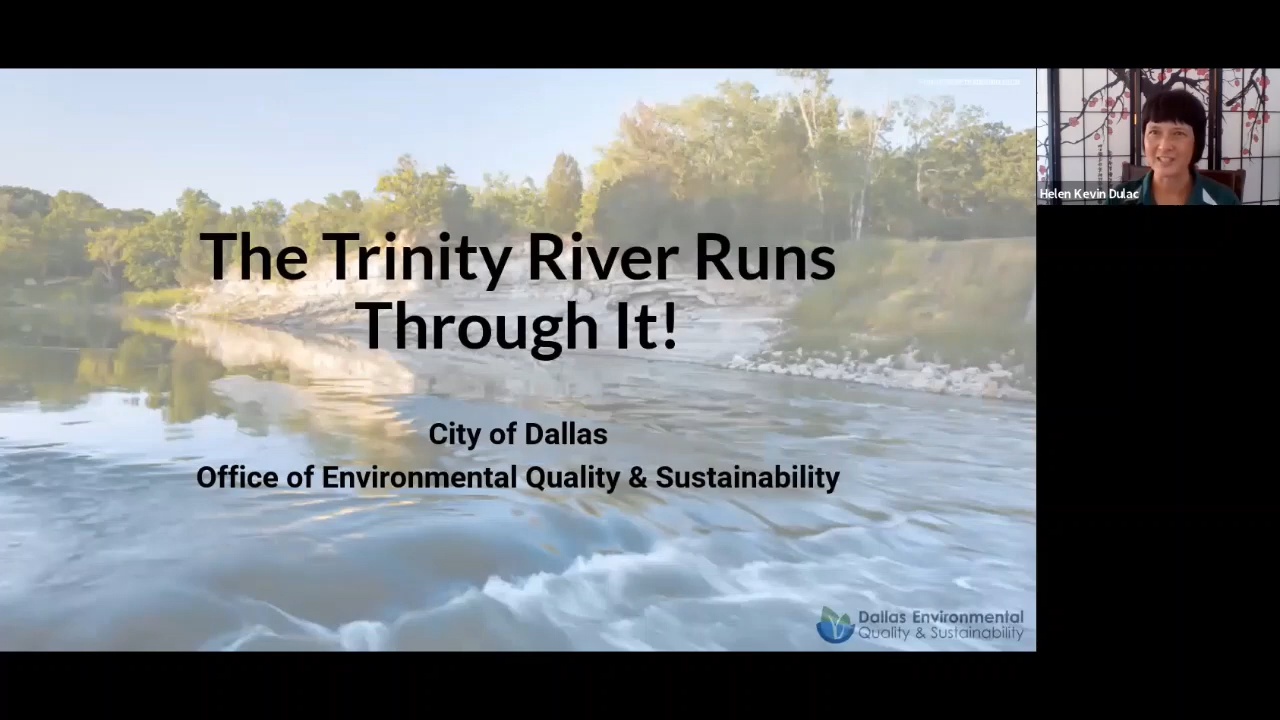 The Trinity River Runs
Through It!
City of Dallas
Office of Environmental Quality & Sustainability
Dallas Environmental
Quality & Sustainability
Helen Kevin Dulac